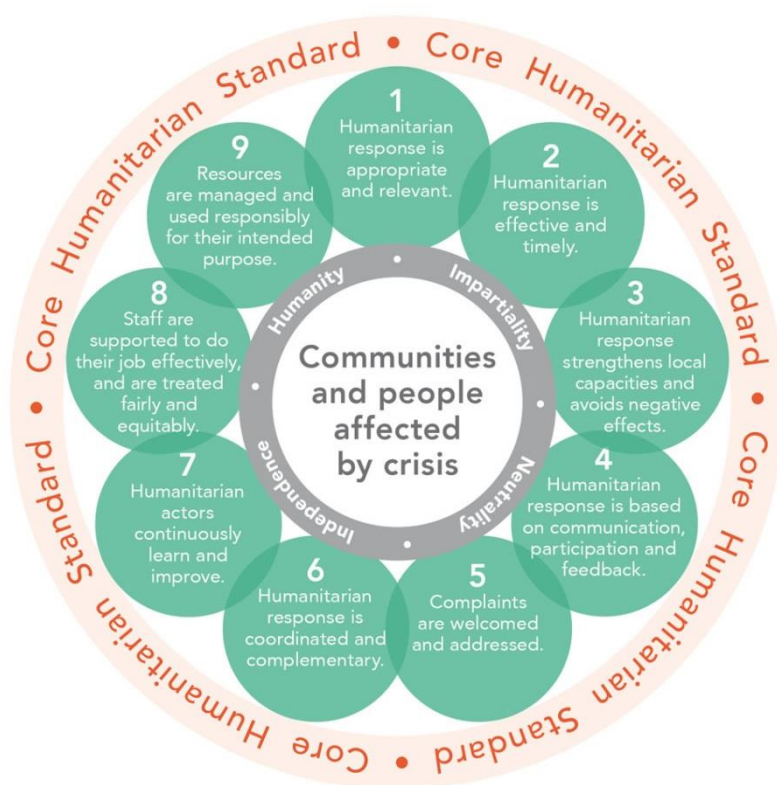 Core Humanitarian Standard • Core Humanitarian Standard • Core Humanitarian Standard • Core Humanitarian Standard •
1
Humanitarian
response is
appropriate
and relevant.
2
Humanitarian
response is
effective and
timely.
3
Humanitarian
response
strengthens local
capacities and
avoids negative
effects.
4
Humanitarian
response is based
on communication,
participation and
feedback.
5
Complaints
are welcomed
and addressed.
6
Humanitarian
response is
coordinated and
complementary.
7
Humanitarian
actors
continuously
learn and
improve.
8
Staff are
supported to do
their job effectively,
and are treated
fairly and
equitably.
9
Resources
are managed and
used responsibly
for their intended
purpose.
Humanity • Impartiality • Neutrality • Independence •
Communities
and people
affected
by crisis